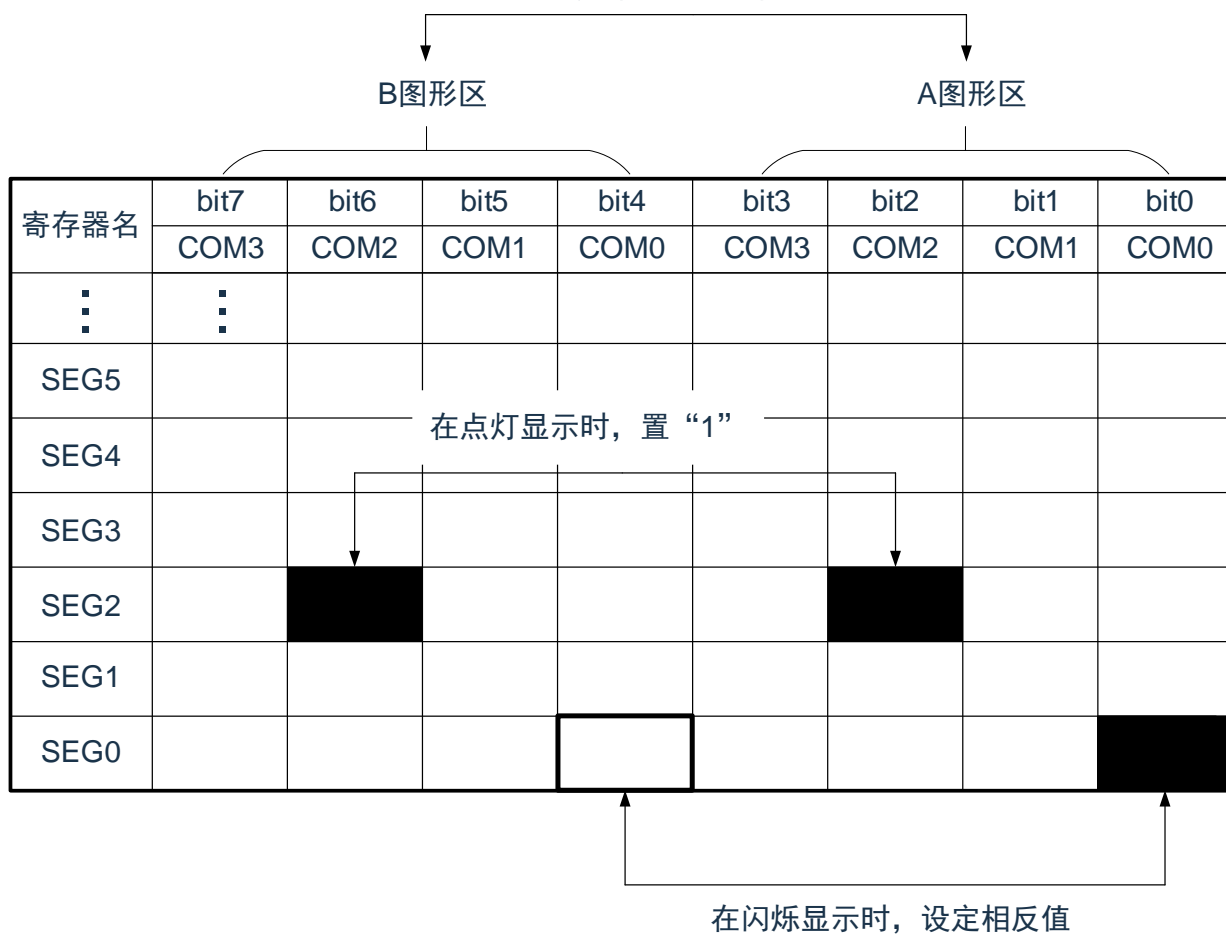 B图形区 A图形区
寄存器名 bit7 bit6 bit5 bit4 bit3 bit2 bit1 bit0
COM3 COM2 COM1 COM0 COM3 COM2 COM1 COM0
SEG5
在点灯显示时，置“1”
SEG4
SEG3
SEG2
SEG1
SEG0
在闪烁显示时，设定相反值